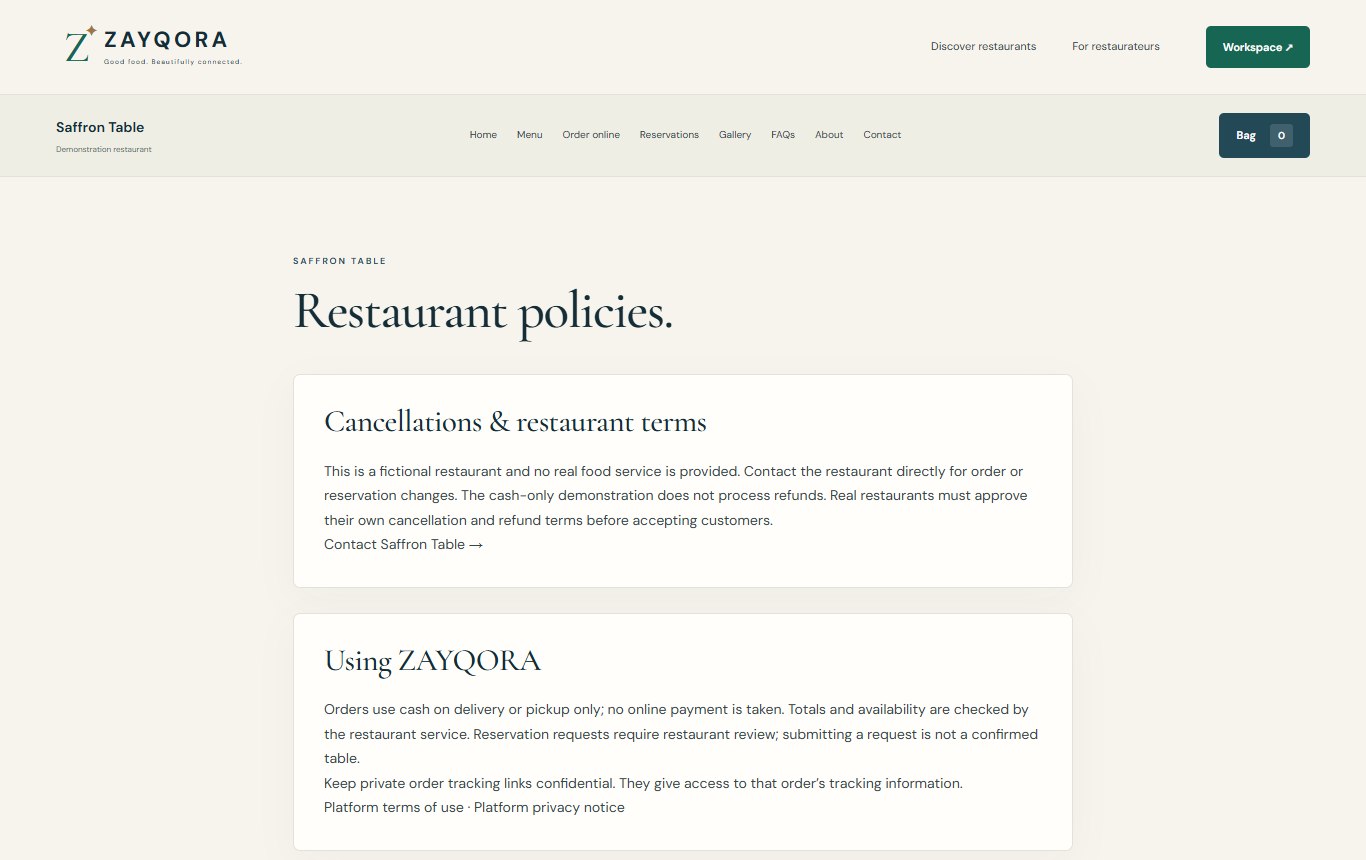 ZAYQORA
Good food. Beautifully connected.
Discover restaurants
For restaurateurs
Workspace ↗
Saffron Table
Demonstration restaurant
Home
Menu
Order online
Reservations
Gallery
FAQs
About
Contact
Bag 0
SAFFRON TABLE
Restaurant policies.
Cancellations & restaurant terms
This is a fictional restaurant and no real food service is provided. Contact the restaurant directly for order or
reservation changes. The cash-only demonstration does not process refunds. Real restaurants must approve
their own cancellation and refund terms before accepting customers.
Contact Saffron Table →
Using ZAYQORA
Orders use cash on delivery or pickup only; no online payment is taken. Totals and availability are checked by
the restaurant service. Reservation requests require restaurant review; submitting a request is not a confirmed
table.
Keep private order tracking links confidential. They give access to that order’s tracking information.
Platform terms of use · Platform privacy notice